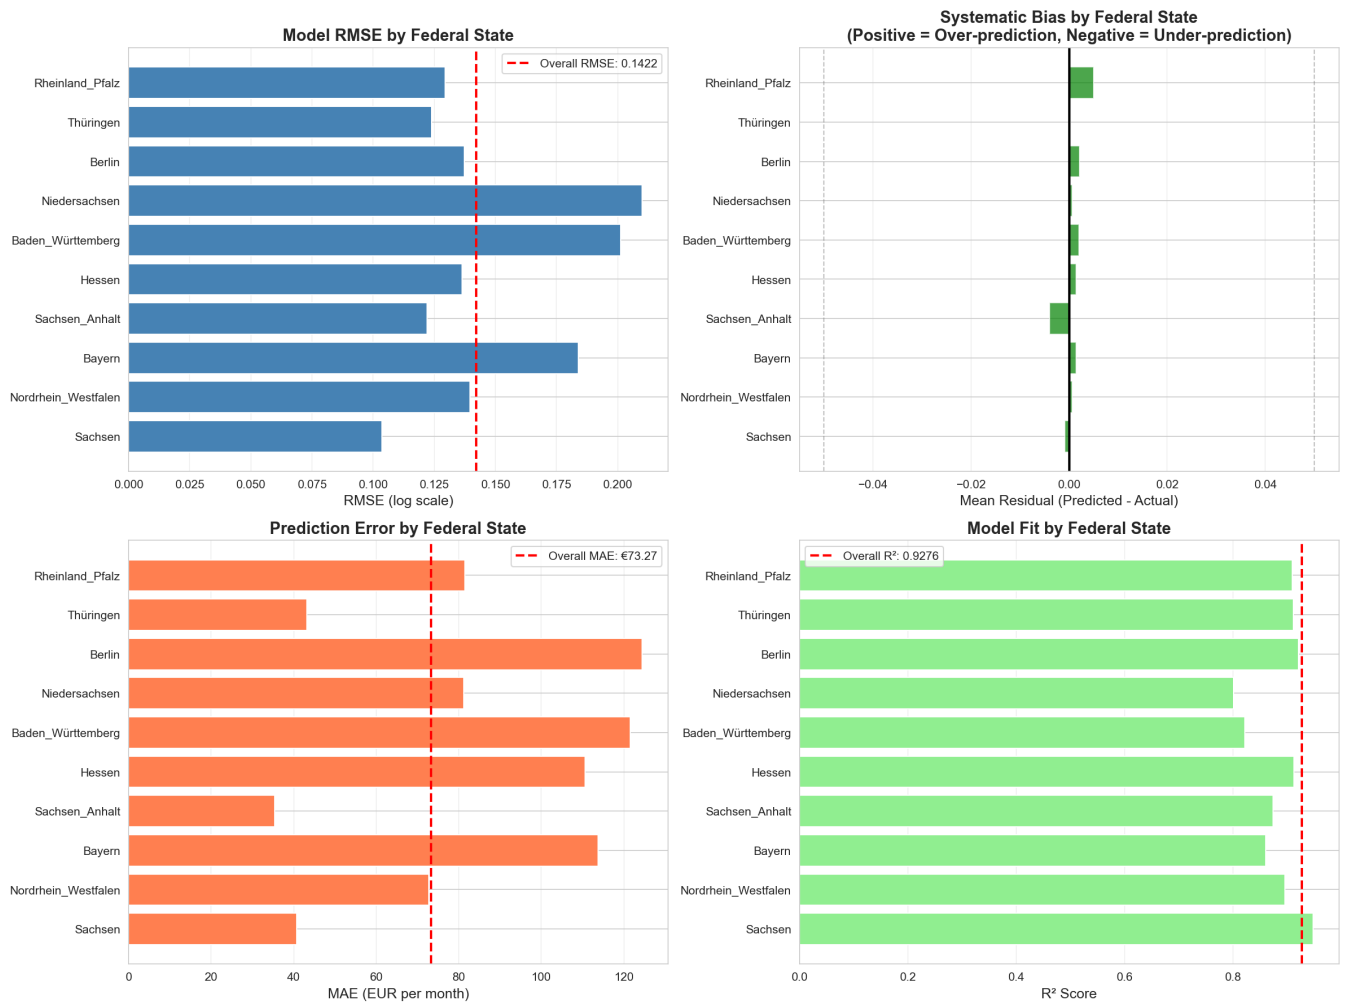 Model RMSE by Federal State
Overall RMSE: 0.1422
Rheinland_Pfalz
Thüringen
Berlin
Niedersachsen
Baden_Württemberg
Hessen
Sachsen_Anhalt
Bayern
Nordrhein_Westfalen
Sachsen
0.000 0.025 0.050 0.075 0.100 0.125 0.150 0.175 0.200
RMSE (log scale)
Systematic Bias by Federal State
(Positive = Over-prediction, Negative = Under-prediction)
Rheinland_Pfalz
Thüringen
Berlin
Niedersachsen
Baden_Württemberg
Hessen
Sachsen_Anhalt
Bayern
Nordrhein_Westfalen
Sachsen
−0.04 −0.02 0.00 0.02 0.04
Mean Residual (Predicted - Actual)
Prediction Error by Federal State
Overall MAE: €73.27
Rheinland_Pfalz
Thüringen
Berlin
Niedersachsen
Baden_Württemberg
Hessen
Sachsen_Anhalt
Bayern
Nordrhein_Westfalen
Sachsen
0 20 40 60 80 100 120
MAE (EUR per month)
Model Fit by Federal State
Overall R²: 0.9276
Rheinland_Pfalz
Thüringen
Berlin
Niedersachsen
Baden_Württemberg
Hessen
Sachsen_Anhalt
Bayern
Nordrhein_Westfalen
Sachsen
0.0 0.2 0.4 0.6 0.8
R² Score